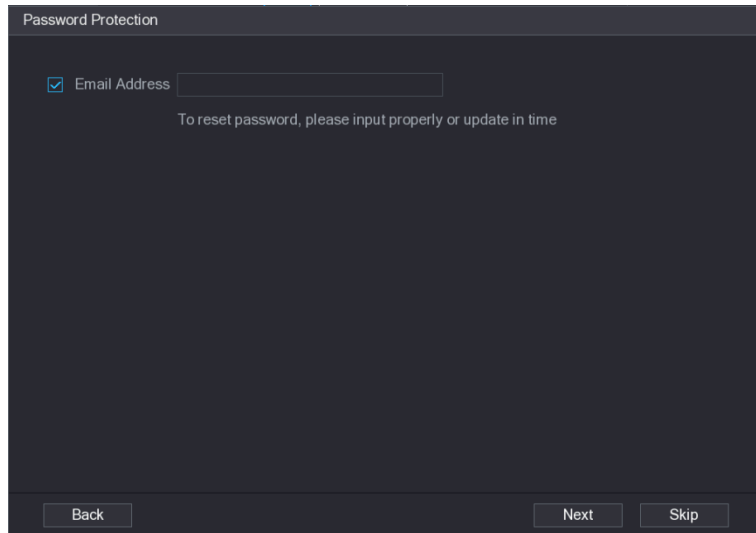 Password Protection
Email Address
To reset password, please input properly or update in time
Back Next Skip